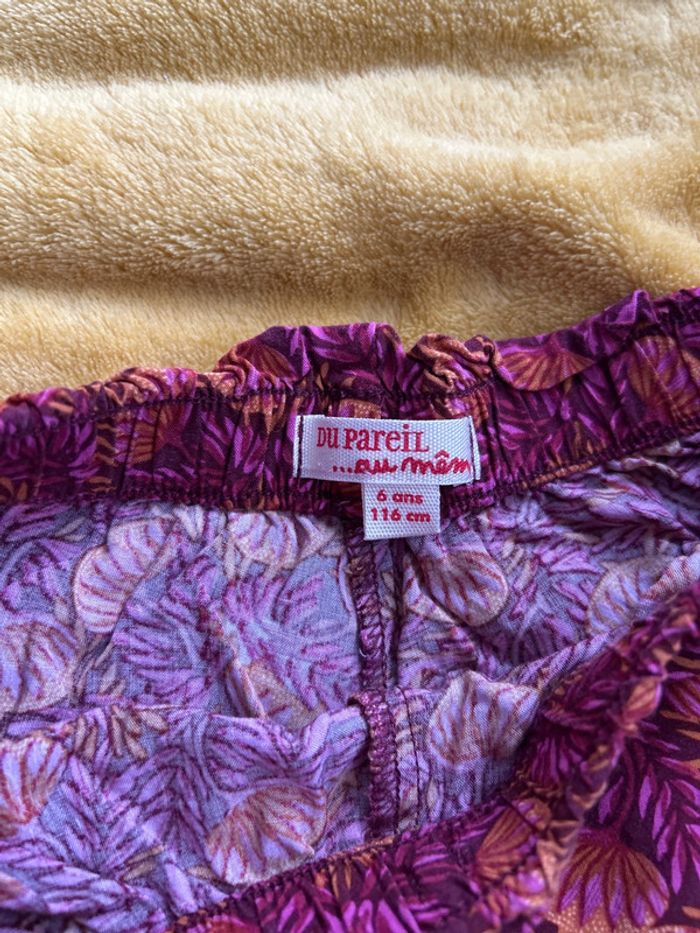 DU PAREIL
...au mêm
6 ans
116 cm